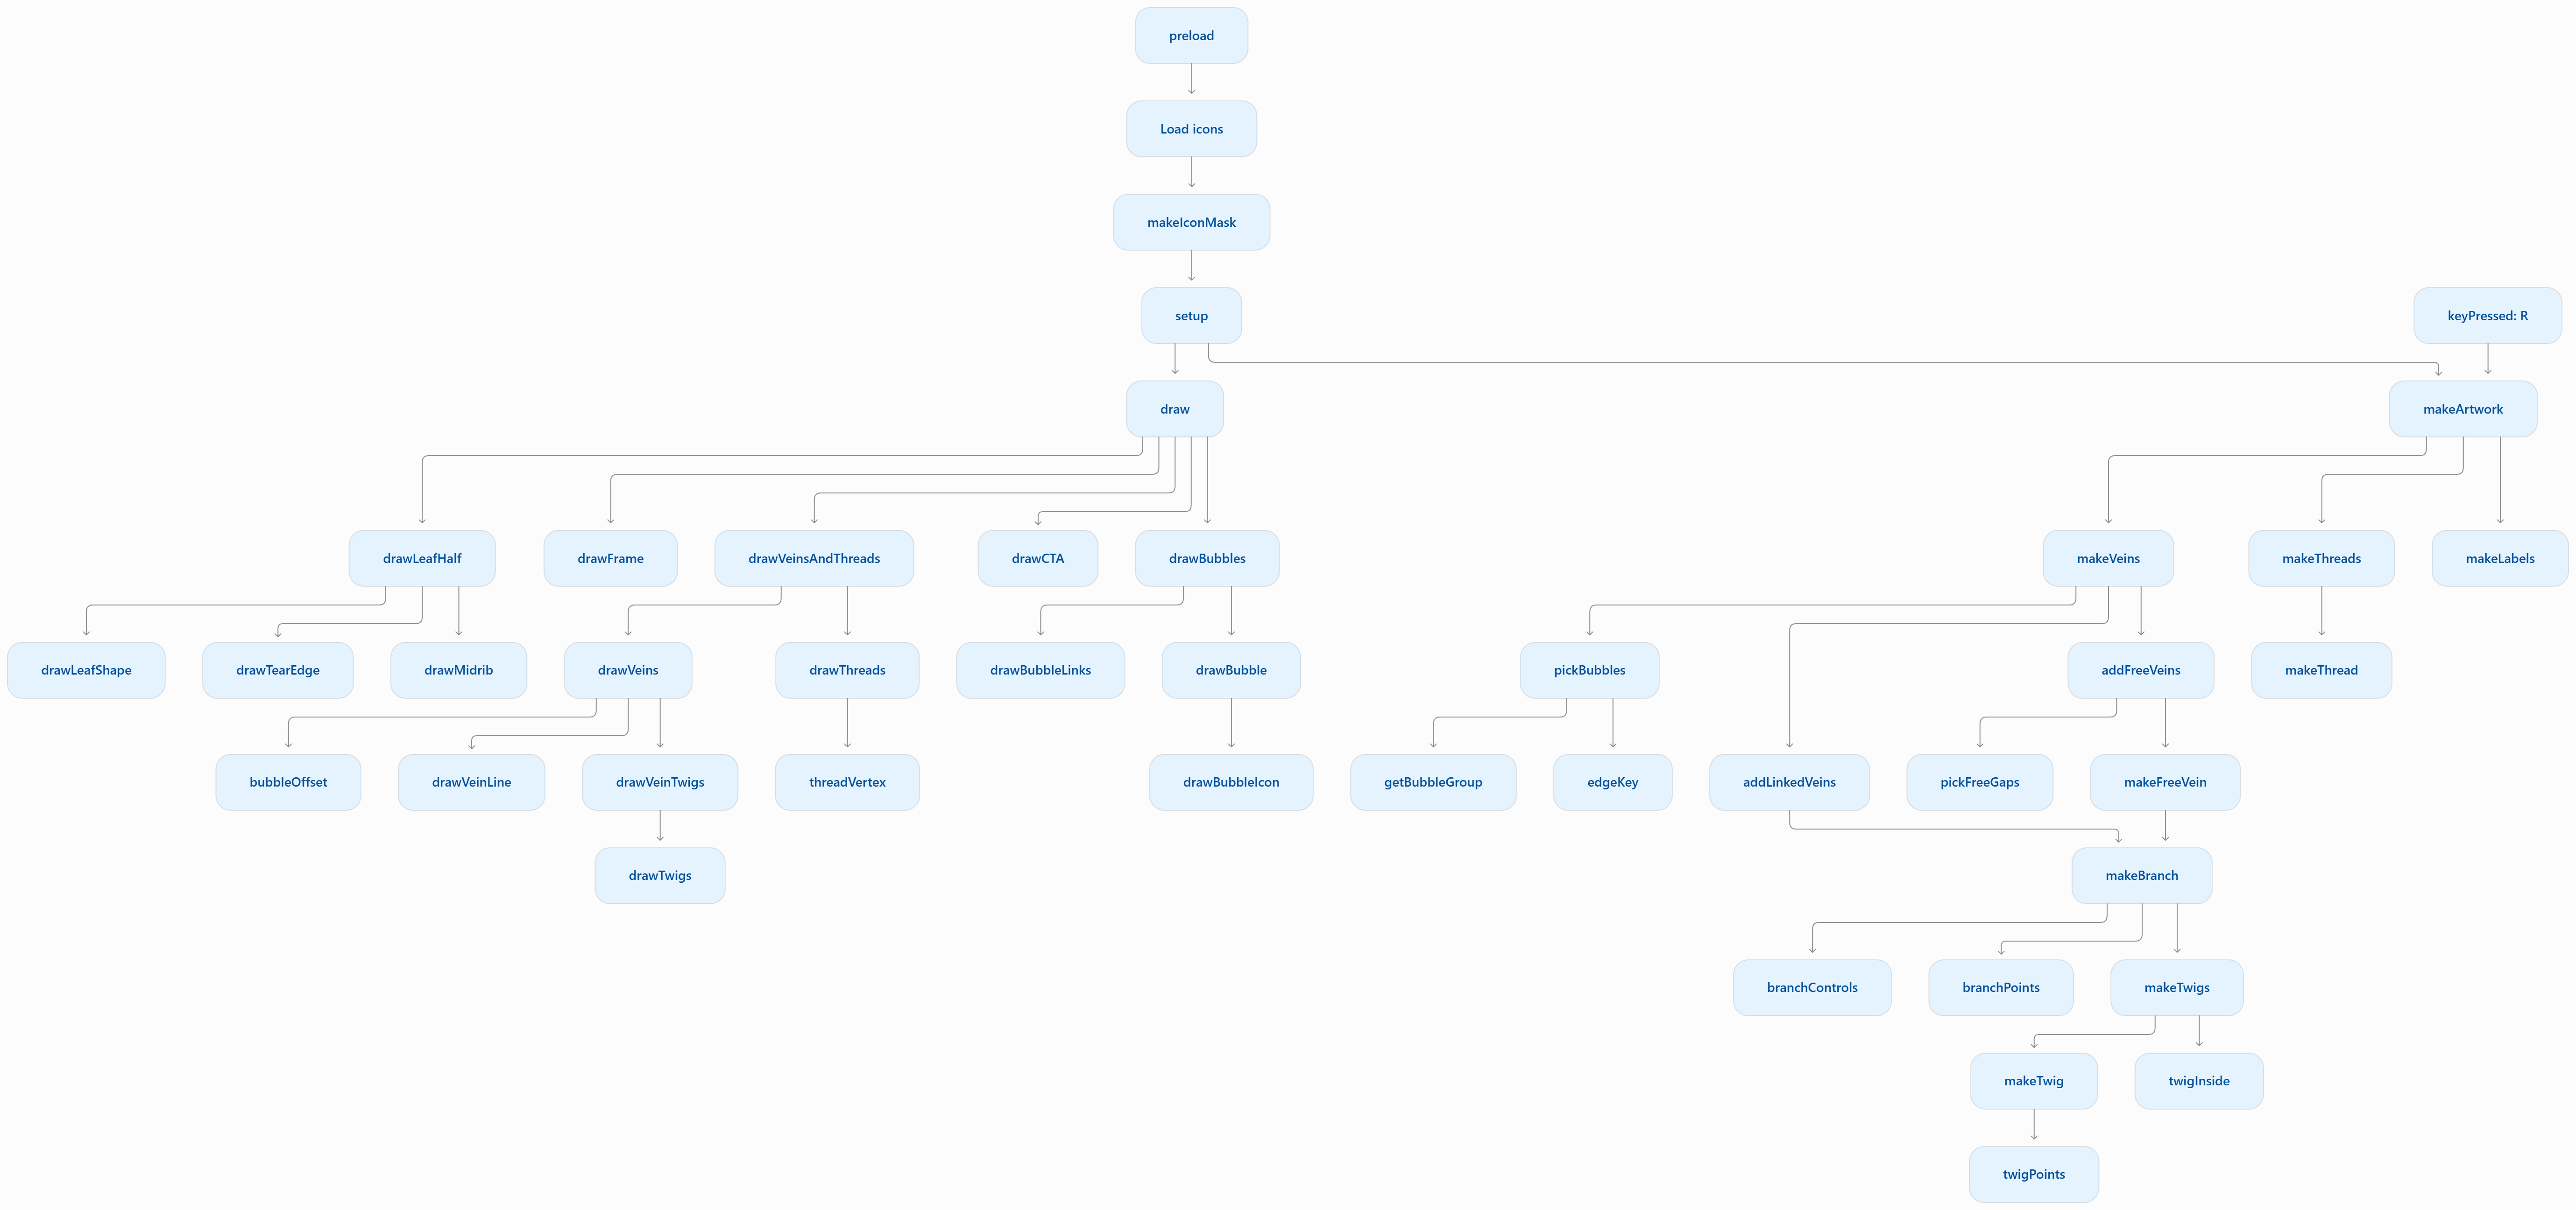 preload
Load icons
makeIconMask
setup
keyPressed: R
draw
makeArtwork
drawLeafHalf
drawFrame
drawVeinsAndThreads
drawCTA
drawBubbles
makeVeins
makeThreads
makeLabels
drawLeafShape
drawTearEdge
drawMidrib
drawVeins
drawThreads
drawBubbleLinks
drawBubble
pickBubbles
addFreeVeins
makeThread
bubbleOffset
drawVeinLine
drawVeinTwigs
threadVertex
drawBubbleIcon
getBubbleGroup
edgeKey
addLinkedVeins
pickFreeGaps
makeFreeVein
drawTwigs
makeBranch
branchControls
branchPoints
makeTwigs
makeTwig
twigInside
twigPoints